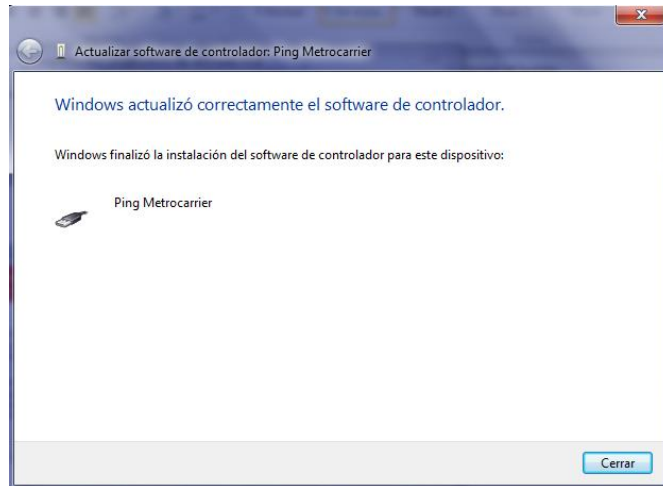 Actualizar software de controlador: Ping Metrocarrier
Windows actualizó correctamente el software de controlador.
Windows finalizó la instalación del software de controlador para este dispositivo:
Ping Metrocarrier
Cerrar